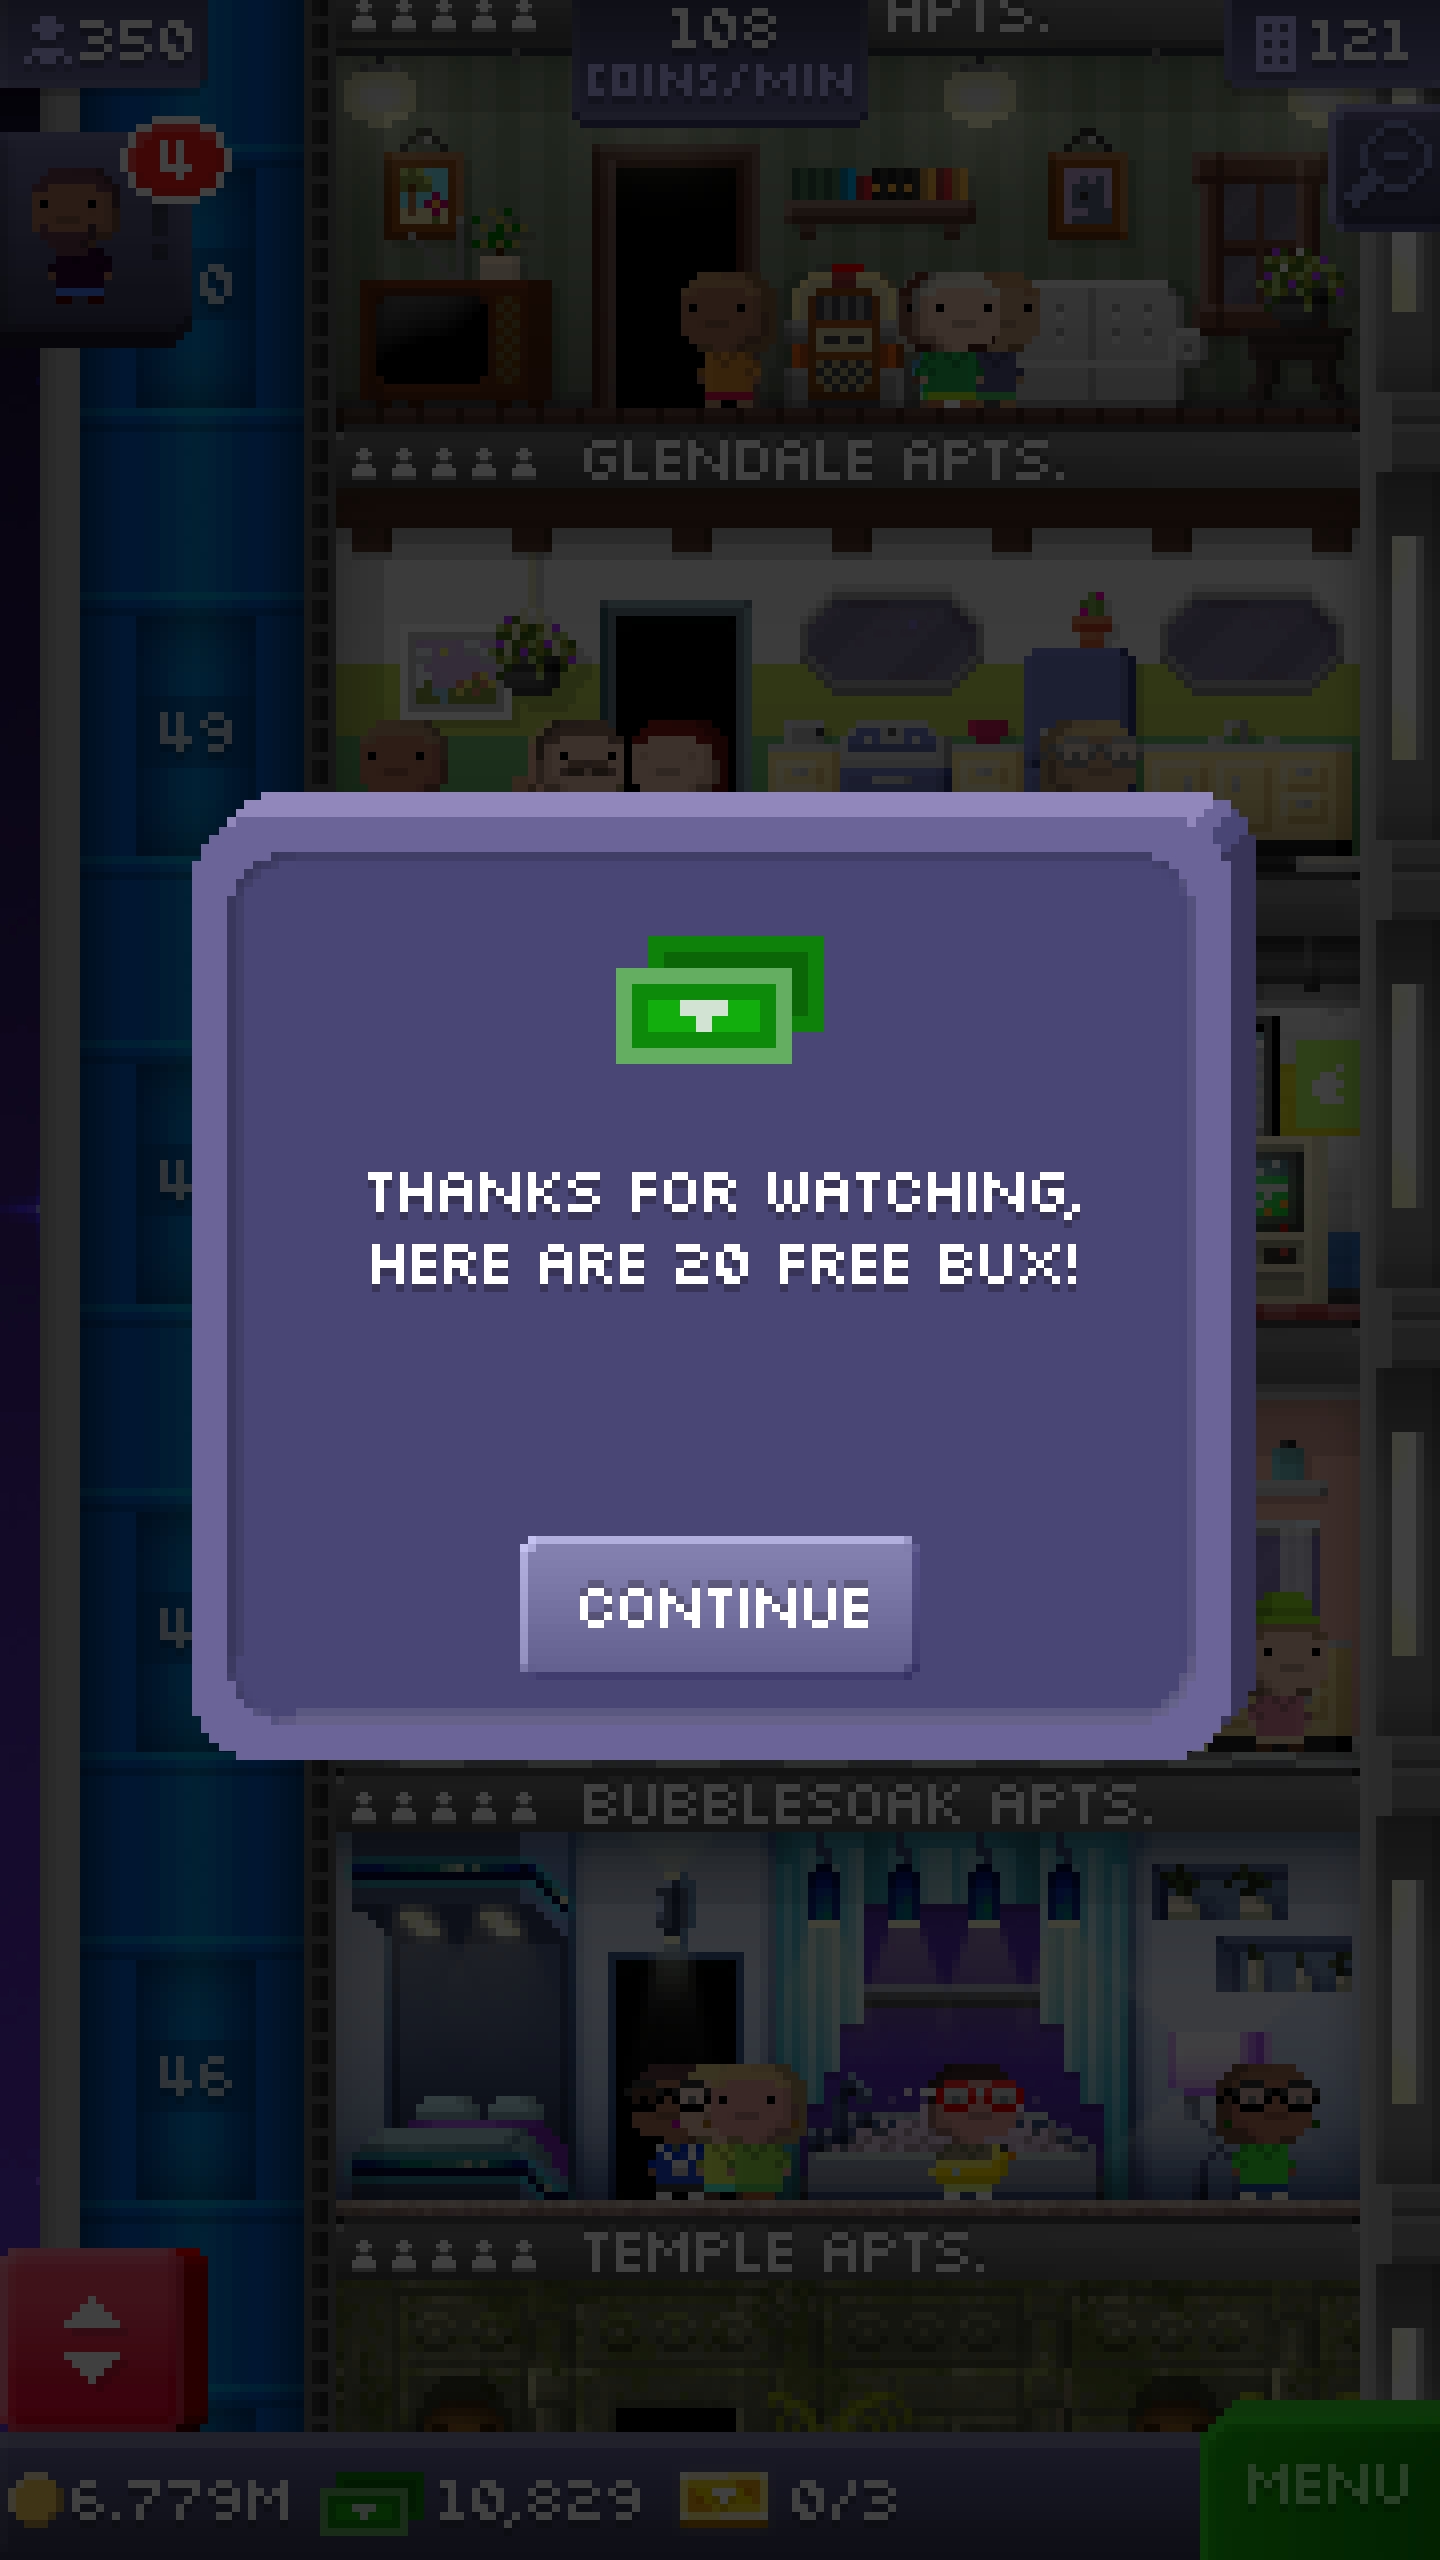 350
108
COINS/MIN
APTS.
121
4
0
GLENDALE APTS.
49
THANKS FOR WATCHING,
HERE ARE 20 FREE BUX!
4
4
CONTINUE
BUBBLESOAK APTS.
46
TEMPLE APTS.
6.779M
10,829
0/3
MENU